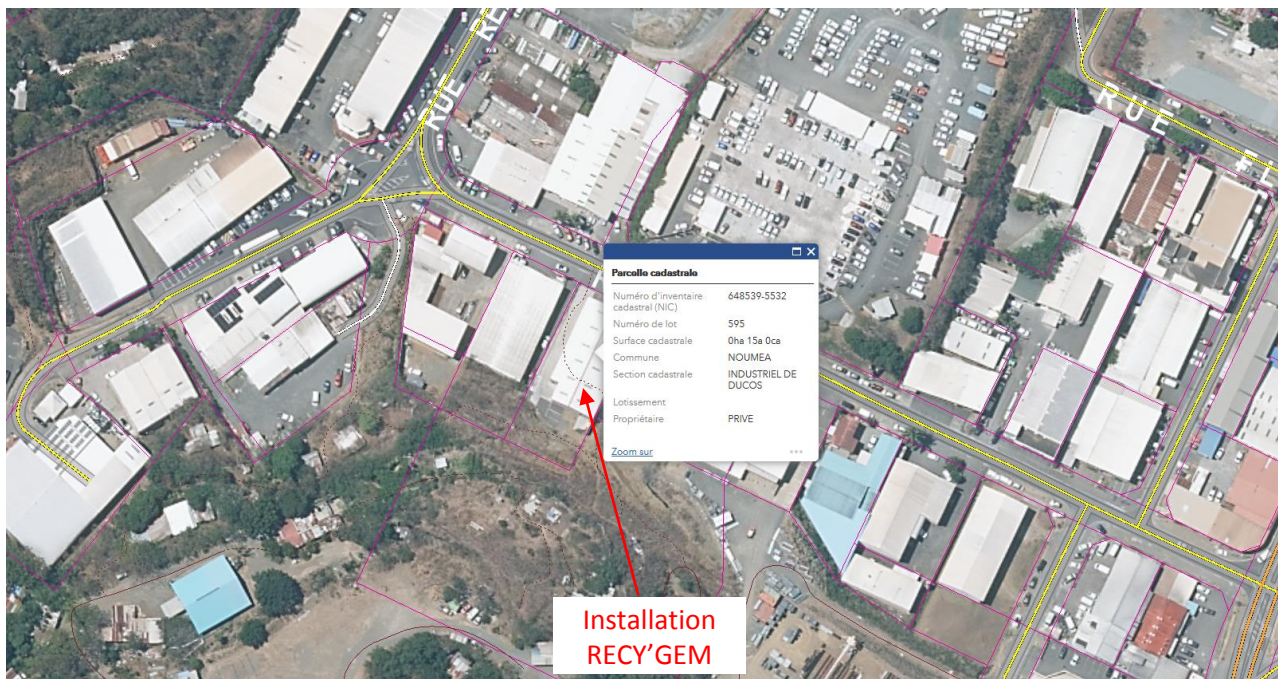 RUE RE
RUE
Parcelle cadastrale
Numéro d'inventaire cadastral (NIC) 648539-5532
Numéro de lot 595
Surface cadastrale 0ha 15a 0ca
Commune NOUMEA
Section cadastrale INDUSTRIEL DE DUCOS
Lotissement
Propriétaire PRIVE
Zoom sur
Installation
RECY'GEM